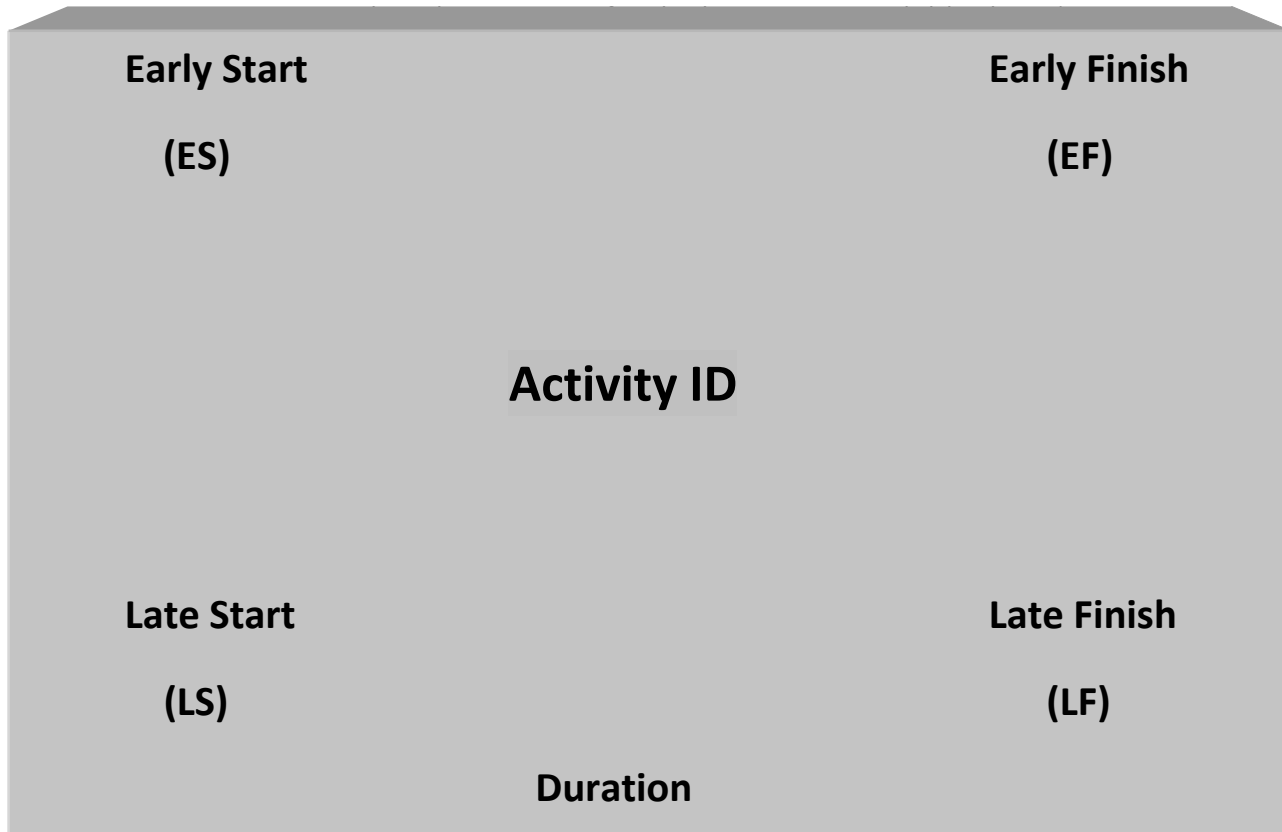 Early Start Early Finish
(ES) (EF)
Activity ID
Late Start Late Finish
(LS) (LF)
Duration